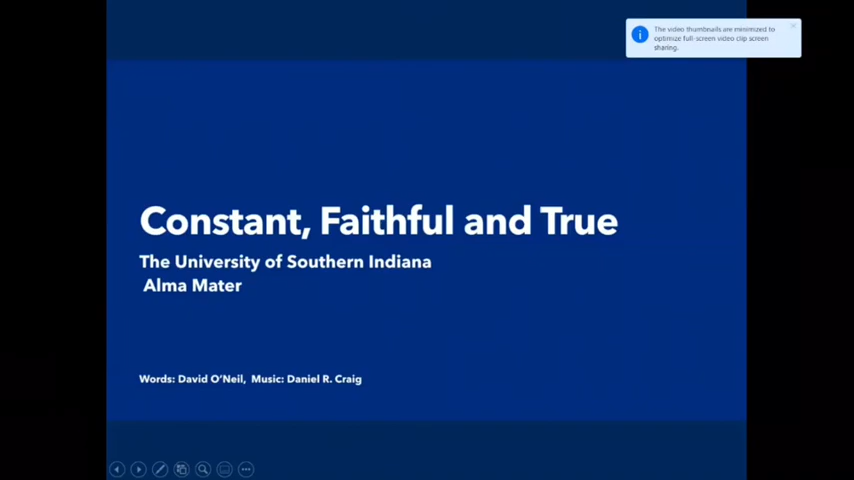 The video thumbnails are minimized to
optimize full-screen video clip screen
sharing.
Constant, Faithful and True
The University of Southern Indiana
Alma Mater
Words: David O'Neil, Music: Daniel R. Craig